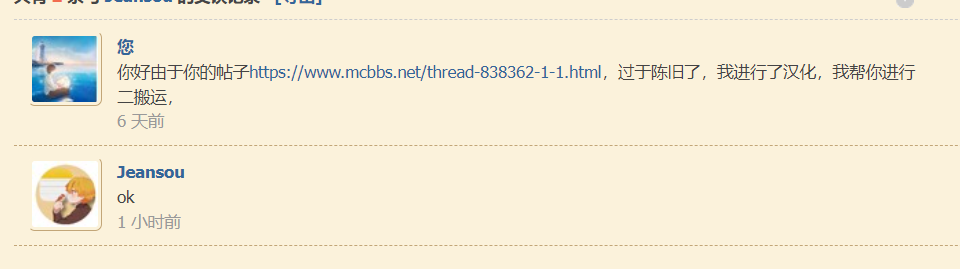 Jeansou
您
你好由于你的帖子https://www.mcbbs.net/thread-838362-1-1.html，过于陈旧了，我进行了汉化，我帮你进行
二搬运，
6 天前
Jeansou
ok
1 小时前